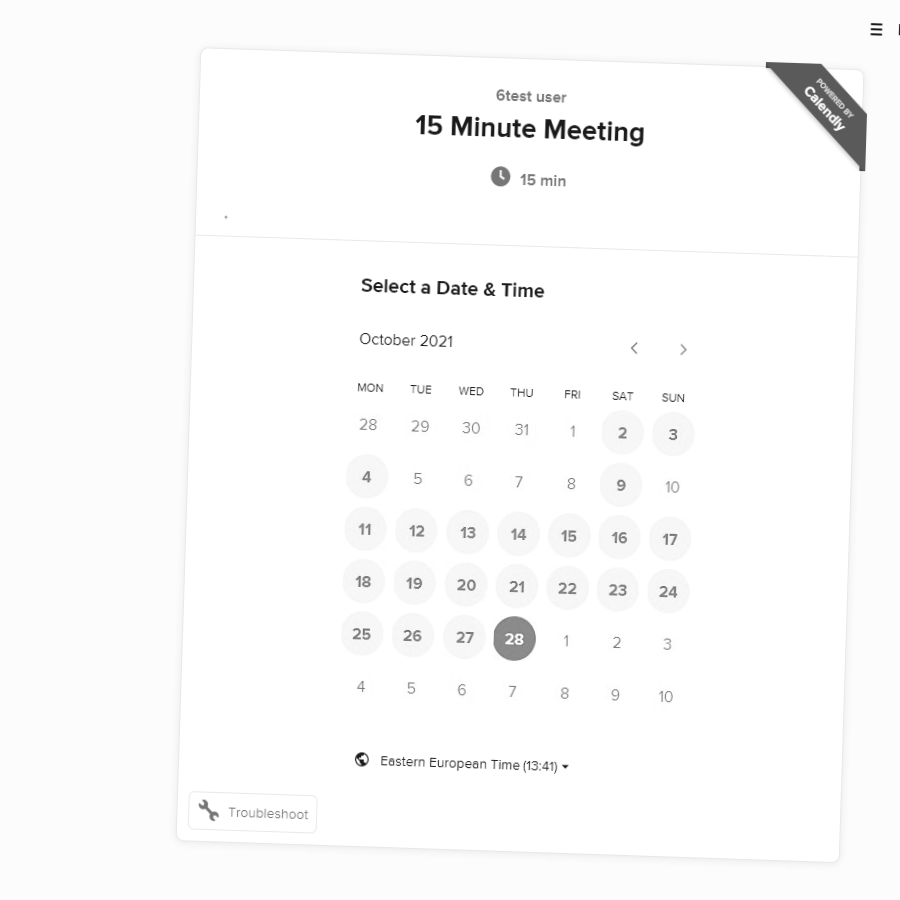 POWERED BY
Calendly
6test user
15 Minute Meeting
15 min
Select a Date & Time
October 2021
MON TUE WED THU FRI SAT SUN
28 29 30 31 1 2 3
4 5 6 7 8 9 10
11 12 13 14 15 16 17
18 19 20 21 22 23 24
25 26 27 28 1 2 3
4 5 6 7 8 9 10
Eastern European Time (13:41)
Troubleshoot